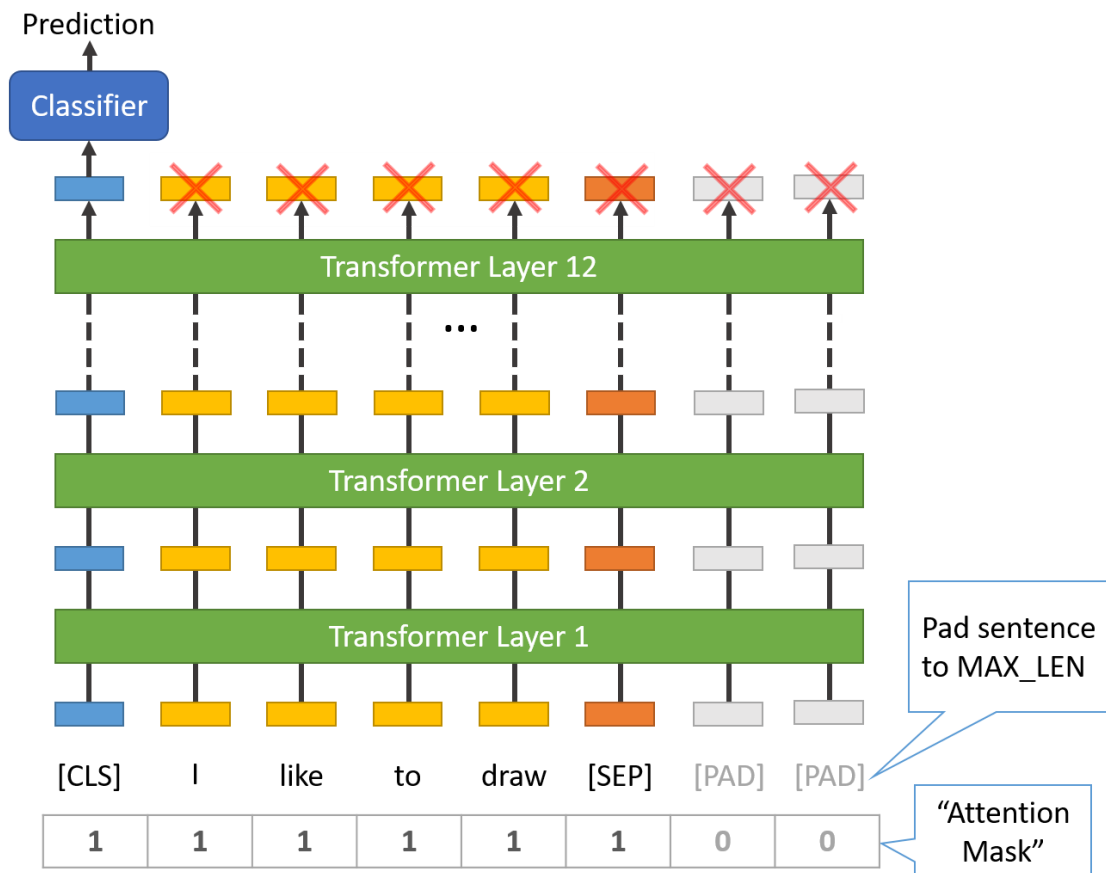 Prediction
Classifier
Transformer Layer 12
...
Transformer Layer 2
Transformer Layer 1
Pad sentence
to MAX_LEN
[CLS] I like to draw [SEP] [PAD] [PAD]
1 1 1 1 1 1 0 0
“Attention
Mask”